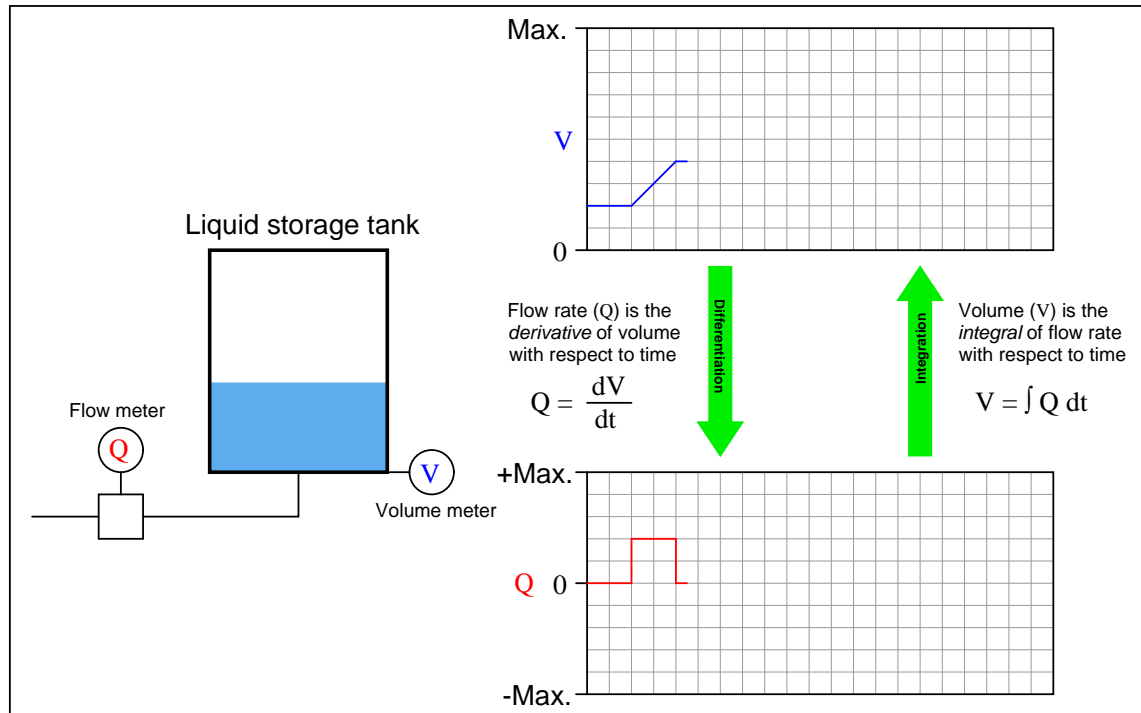 Max.
V
0
Liquid storage tank
Flow meter
Q
V
Volume meter
Flow rate (Q) is the
derivative of volume
with respect to time
Q = dV
dt
Differentiation
Integration
Volume (V) is the
integral of flow rate
with respect to time
V = ∫ Q dt
+Max.
Q 0
-Max.